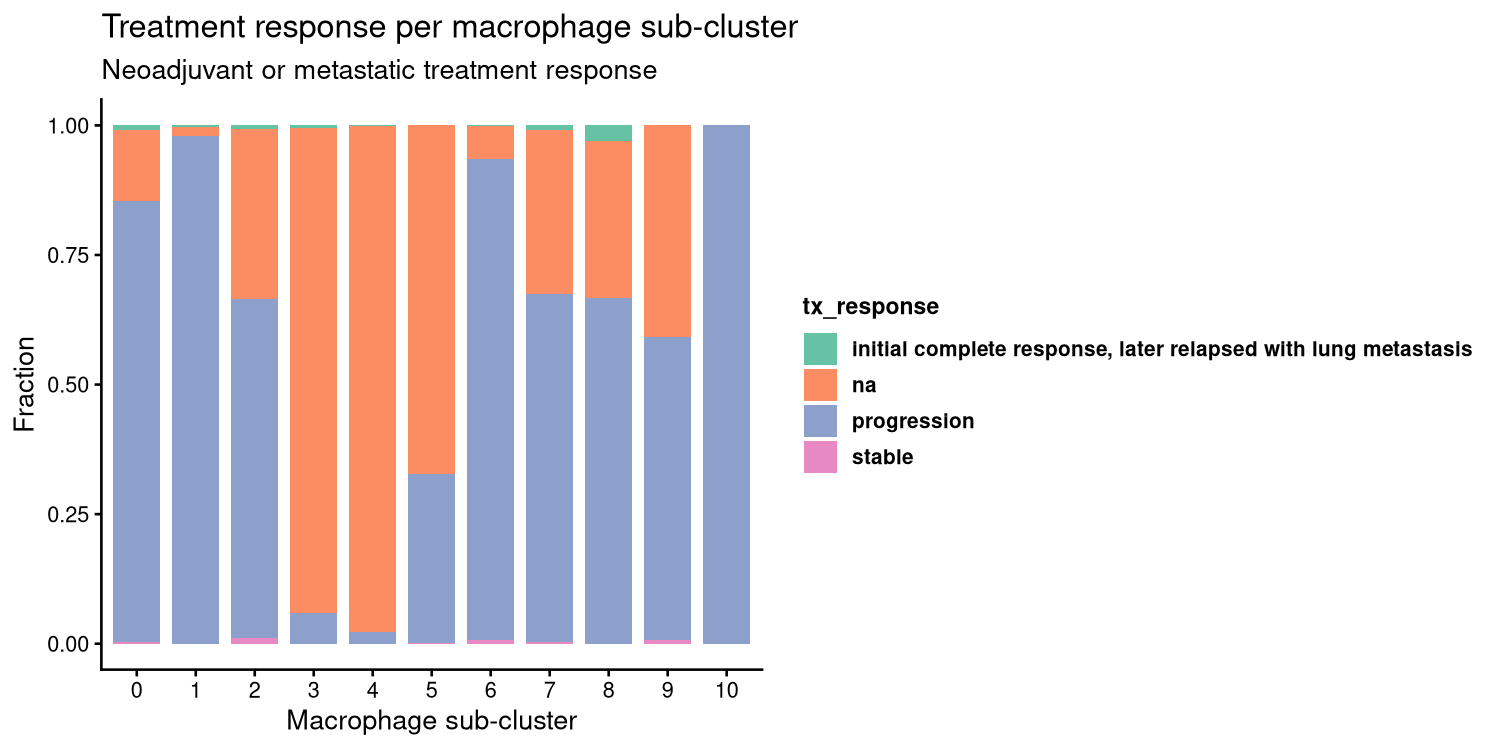 Treatment response per macrophage sub-cluster
Neoadjuvant or metastatic treatment response
1.00
0.75
0.50
0.25
0.00
Fraction
0 1 2 3 4 5 6 7 8 9 10
Macrophage sub-cluster
tx_response
initial complete response, later relapsed with lung metastasis
na
progression
stable